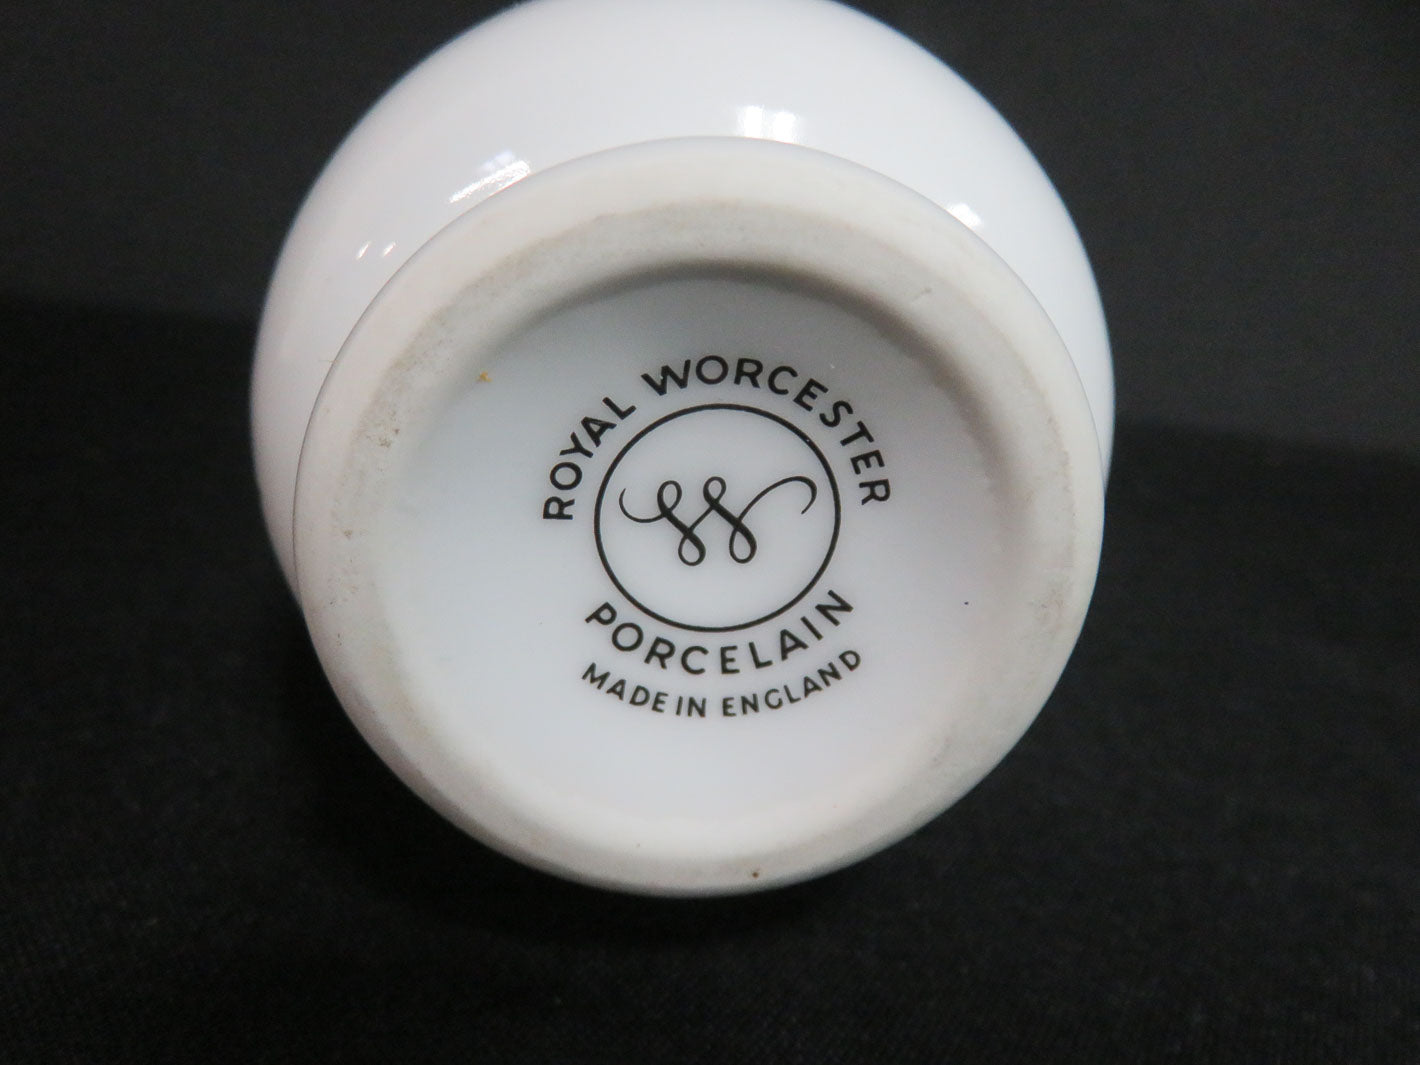 ROYAL WORCESTER
W
PORCELAIN
MADE IN ENGLAND